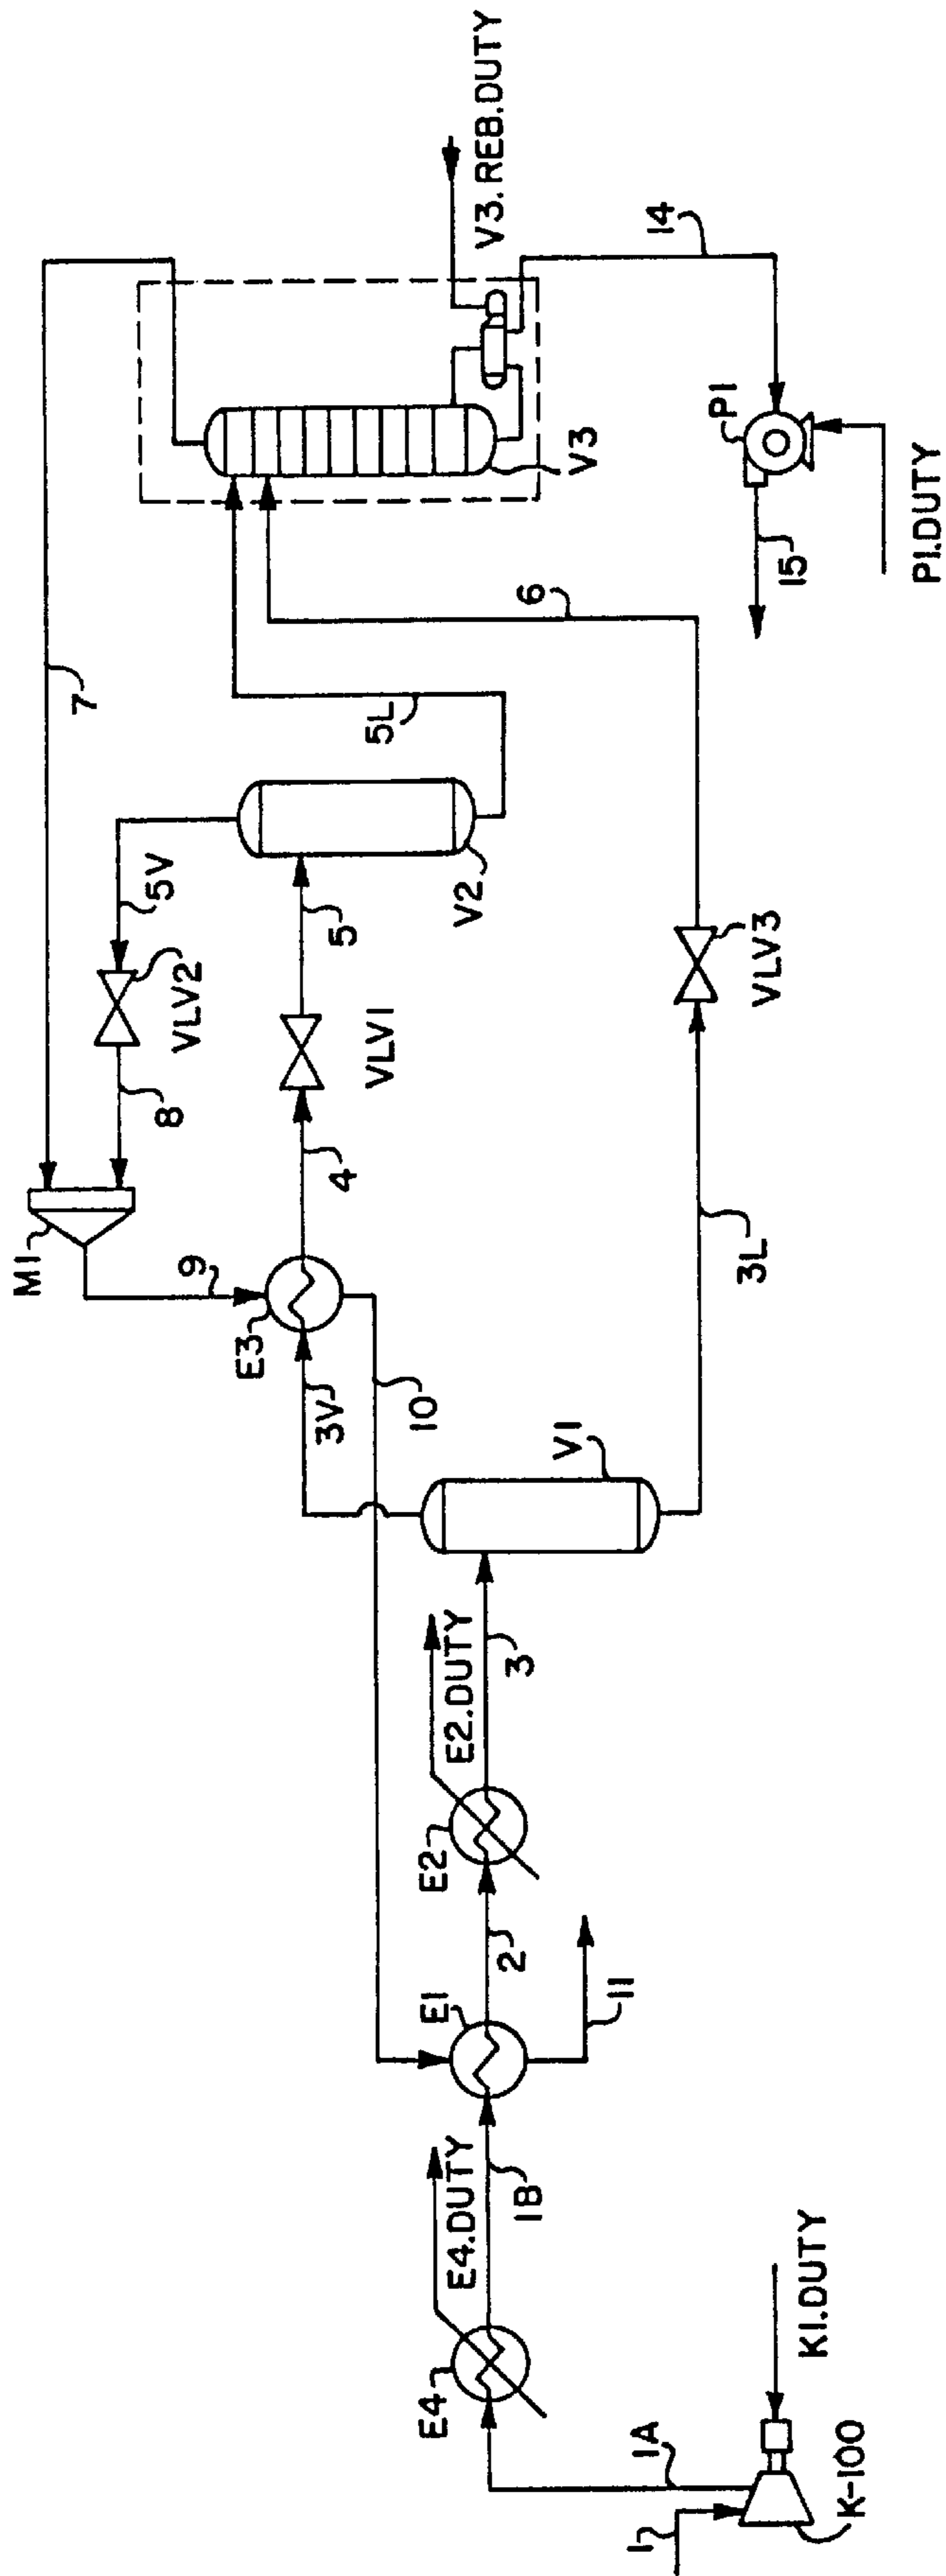 1
K-100
K1.DUTY
1A
E4
E4.DUTY
1B
E1
11
2
E2
E2.DUTY
3
V1
3V
3L
10
E3
9
M1
4
VLV1
5
8
VLV2
5V
V2
5L
VLV3
6
7
V3
V3.REB.DUTY
14
P1
15
P1.DUTY